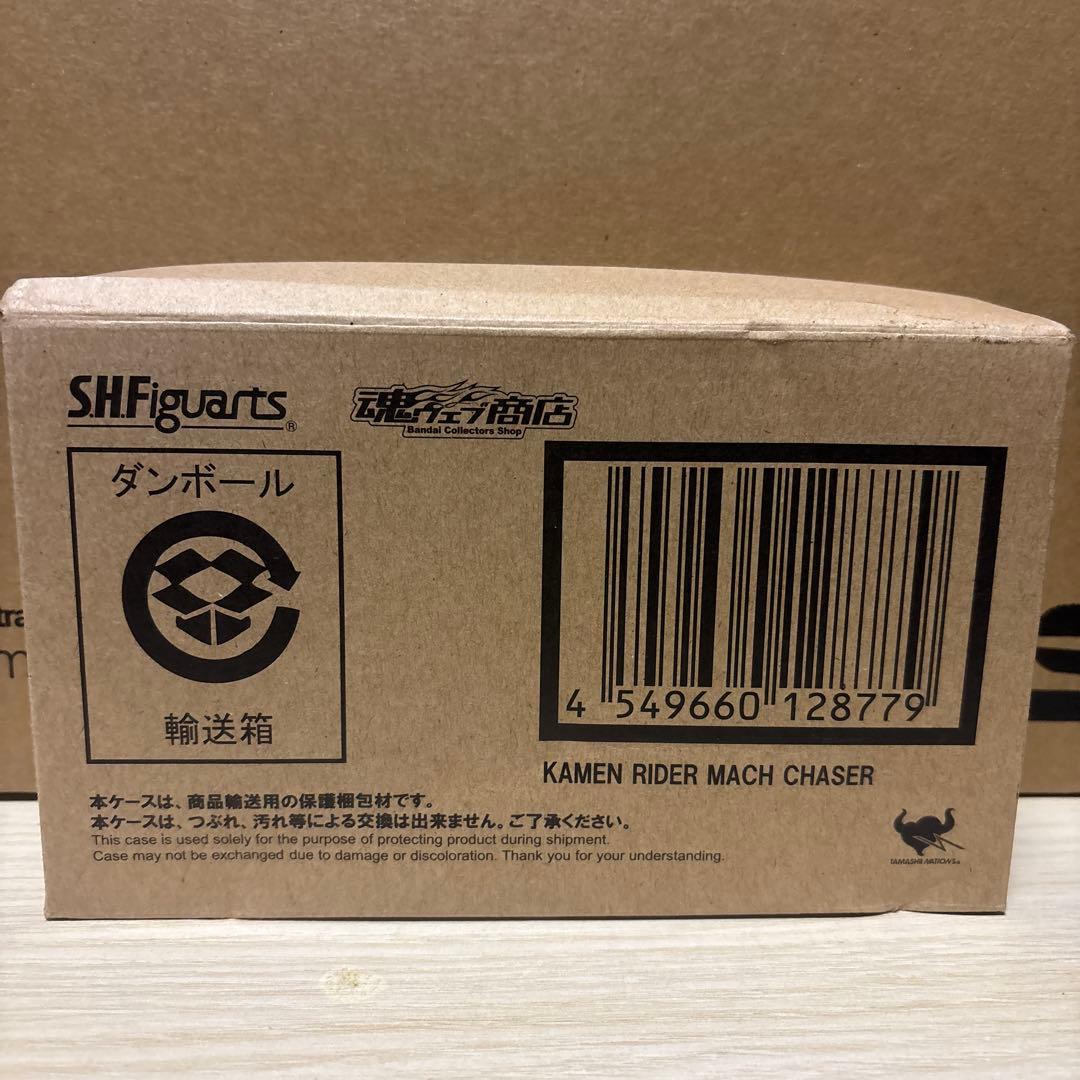 S.H.Figuarts®
魂ウェブ商店
Bandai Collectors Shop
ダンボール
輸送箱
4 549660 128779
KAMEN RIDER MACH CHASER
本ケースは、商品輸送用の保護梱包材です。
本ケースは、つぶれ、汚れ等による交換は出来ません。ご了承ください。
This case is used solely for the purpose of protecting product during shipment.
Case may not be exchanged due to damage or discoloration. Thank you for your understanding.
TAMASHII NATIONS